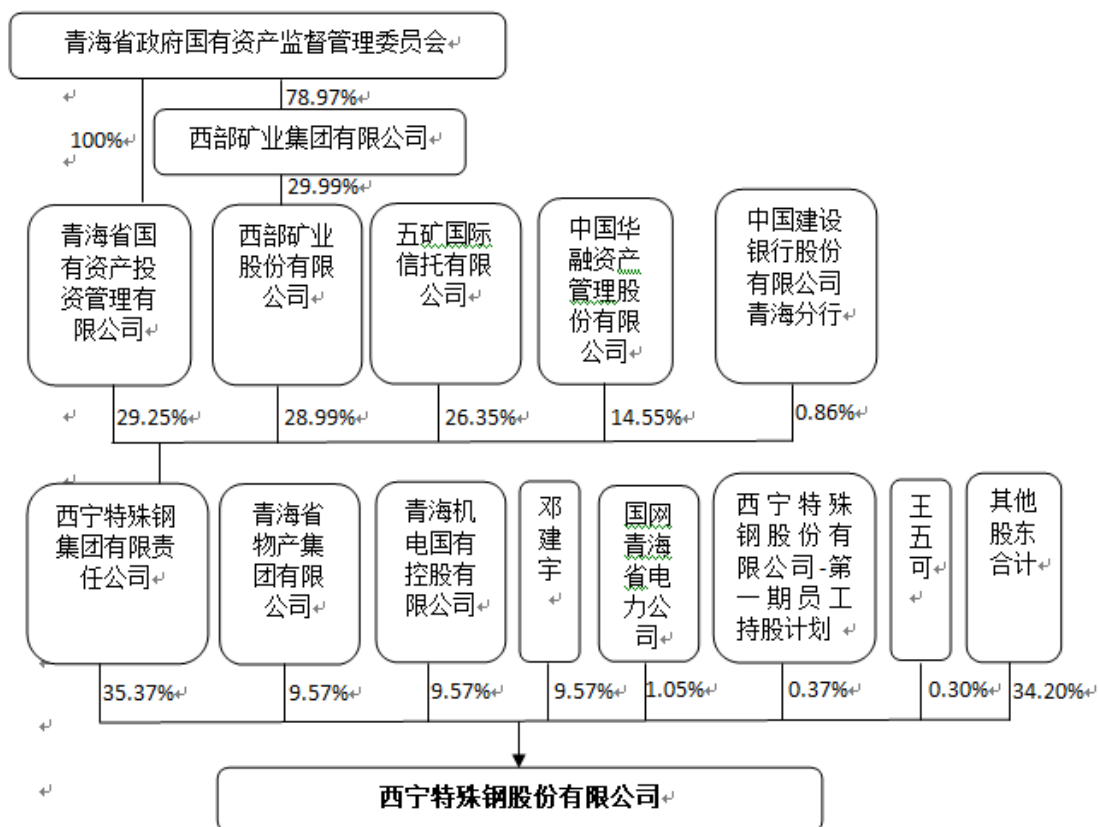 青海省政府国有资产监督管理委员会
78.97%
100%
西部矿业集团有限公司
29.99%
青海省国
有资产投
资管理有
限公司
西部矿业
股份有限
公司
五矿国际
信托有限
公司
中国华
融资产
管理股
份有限
公司
中国建设
银行股份
有限公司
青海分行
29.25%
28.99%
26.35%
14.55%
0.86%
西宁特殊钢
集团有限责
任公司
青海省
物产集
团有限
公司
青海机
电国有
控股有
限公司
邓
建
宇
国网
青海
省电
力公
司
西宁特殊
钢股份有
限公司-第
一期员工
持股计划
王
五
可
其他
股东
合计
35.37%
9.57%
9.57%
9.57%
1.05%
0.37%
0.30%
34.20%
西宁特殊钢股份有限公司